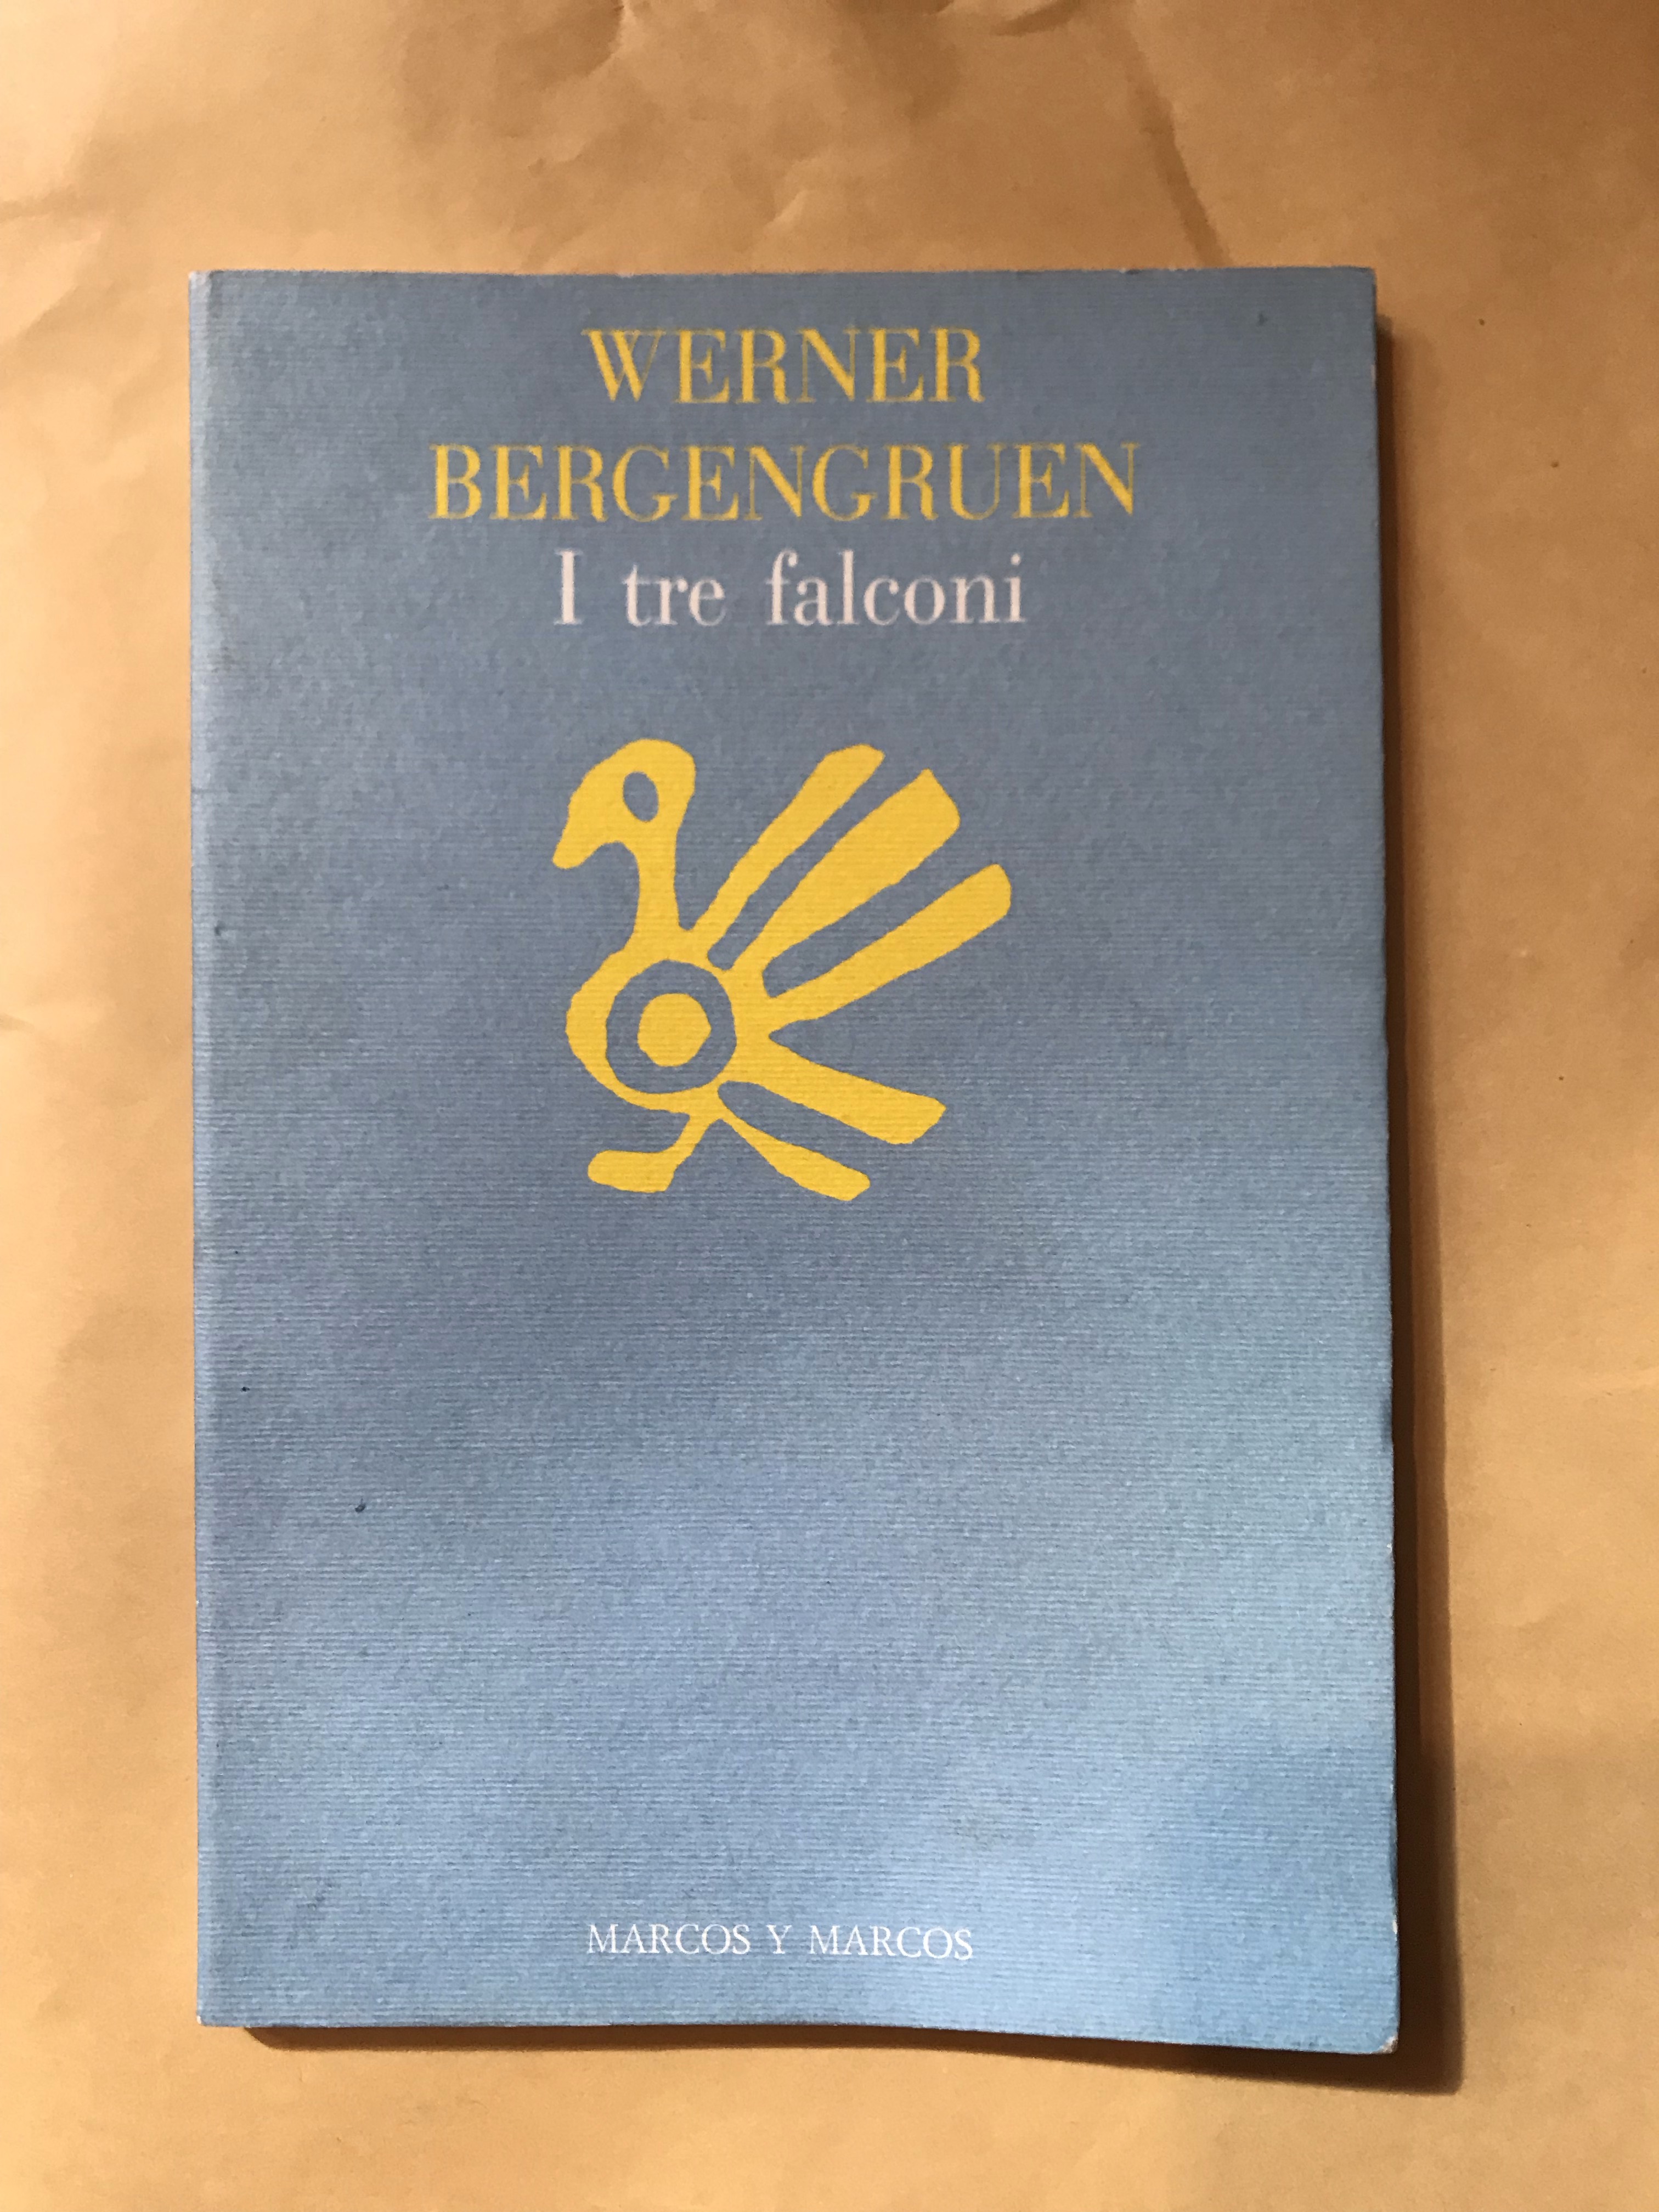 WERNER
BERGENGRUEN
I tre falconi
MARCOS Y MARCOS